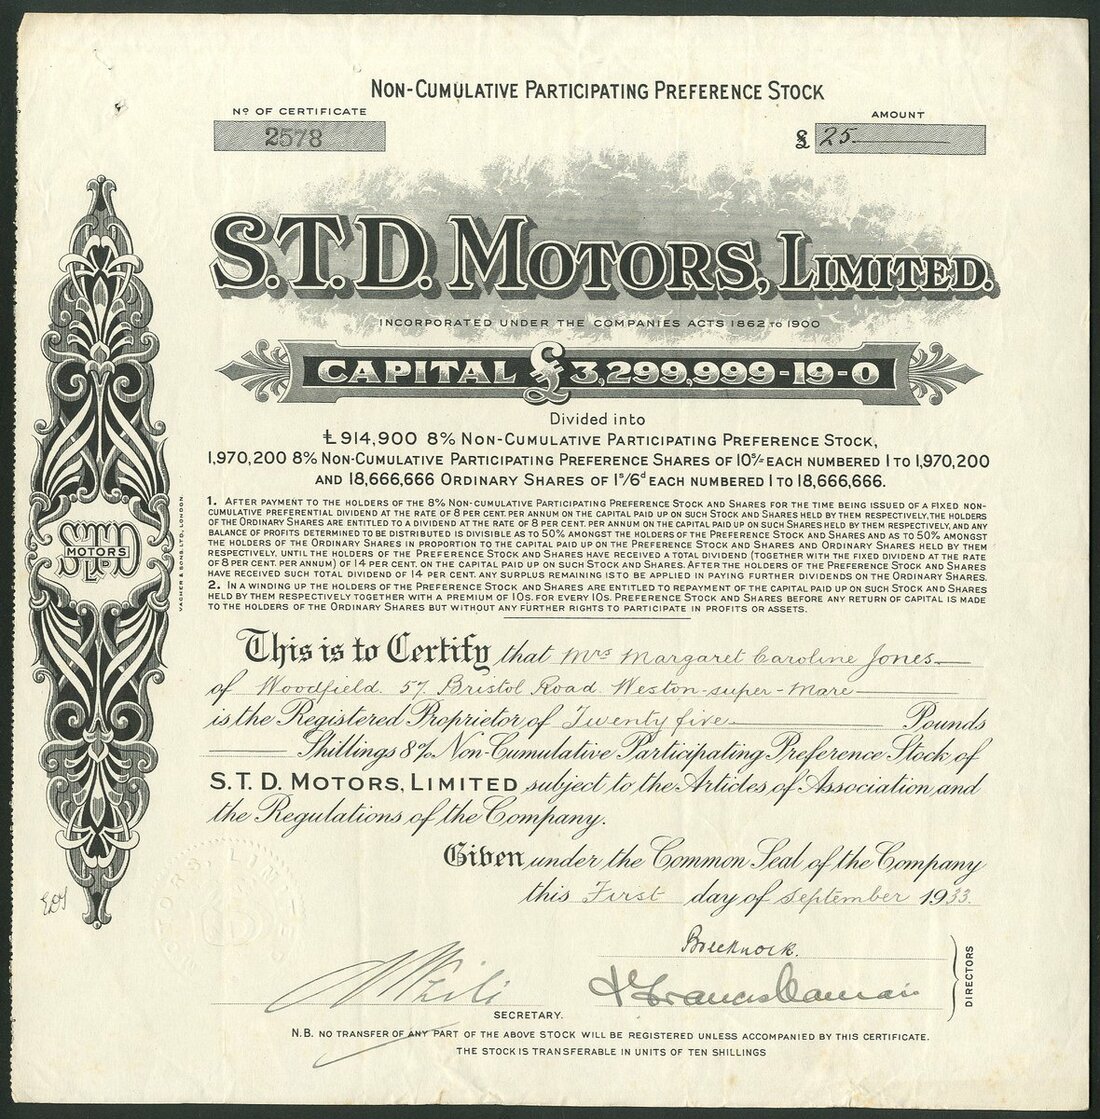 NON-CUMULATIVE PARTICIPATING PREFERENCE STOCK
Nº OF CERTIFICATE
2578
AMOUNT
£ 25
S.T.D. MOTORS, LIMITED.
INCORPORATED UNDER THE COMPANIES ACTS 1862 TO 1900
CAPITAL £3,299,999-19-0
Divided into
£914,900 8% NON-CUMULATIVE PARTICIPATING PREFERENCE STOCK,
1,970,200 8% NON-CUMULATIVE PARTICIPATING PREFERENCE SHARES OF 10s/- EACH NUMBERED 1 TO 1,970,200
AND 18,666,666 ORDINARY SHARES OF 1s/6d EACH NUMBERED 1 TO 18,666,666.
1. AFTER PAYMENT TO THE HOLDERS OF THE 8% NON-CUMULATIVE PARTICIPATING PREFERENCE STOCK AND SHARES FOR THE TIME BEING ISSUED OF A FIXED NON-
CUMULATIVE PREFERENTIAL DIVIDEND AT THE RATE OF 8 PER CENT. PER ANNUM ON THE CAPITAL PAID UP ON SUCH STOCK AND SHARES HELD BY THEM RESPECTIVELY, THE HOLDERS
OF THE ORDINARY SHARES ARE ENTITLED TO A DIVIDEND AT THE RATE OF 8 PER CENT. PER ANNUM ON THE CAPITAL PAID UP ON SUCH SHARES HELD BY THEM RESPECTIVELY, AND ANY
BALANCE OF PROFITS DETERMINED TO BE DISTRIBUTED IS DIVISIBLE AS TO 50% AMONGST THE HOLDERS OF THE PREFERENCE STOCK AND SHARES AND AS TO 50% AMONGST
THE HOLDERS OF THE ORDINARY SHARES IN PROPORTION TO THE CAPITAL PAID UP ON THE PREFERENCE STOCK AND SHARES AND ORDINARY SHARES HELD BY THEM
RESPECTIVELY, UNTIL THE HOLDERS OF THE PREFERENCE STOCK AND SHARES HAVE RECEIVED A TOTAL DIVIDEND (TOGETHER WITH THE FIXED DIVIDEND AT THE RATE
OF 8 PER CENT. PER ANNUM) OF 14 PER CENT. ON THE CAPITAL PAID UP ON SUCH STOCK AND SHARES. AFTER THE HOLDERS OF THE PREFERENCE STOCK AND SHARES
HAVE RECEIVED SUCH TOTAL DIVIDEND OF 14 PER CENT. ANY SURPLUS REMAINING IS TO BE APPLIED IN PAYING FURTHER DIVIDENDS ON THE ORDINARY SHARES.
2. IN A WINDING UP THE HOLDERS OF THE PREFERENCE STOCK AND SHARES ARE ENTITLED TO REPAYMENT OF THE CAPITAL PAID UP ON SUCH STOCK AND SHARES
HELD BY THEM RESPECTIVELY TOGETHER WITH A PREMIUM OF 10S. FOR EVERY 10S. PREFERENCE STOCK AND SHARES BEFORE ANY RETURN OF CAPITAL IS MADE
TO THE HOLDERS OF THE ORDINARY SHARES BUT WITHOUT ANY FURTHER RIGHTS TO PARTICIPATE IN PROFITS OR ASSETS.
STD
MOTORS
LTD
VACHER & SONS, LTD, LONDON.
This is to Certify that Mrs Margaret Caroline Jones
of Woodfield. 57. Bristol Road. Weston-super-Mare
is the Registered Proprietor of Twenty five Pounds
Shillings 8% Non-Cumulative Participating Preference Stock of
S.T.D. MOTORS, LIMITED subject to the Articles of Association and
the Regulations of the Company.
Given under the Common Seal of the Company
this First day of September 1933.
Brecknock.
DIRECTORS
SECRETARY.
N.B. NO TRANSFER OF ANY PART OF THE ABOVE STOCK WILL BE REGISTERED UNLESS ACCOMPANIED BY THIS CERTIFICATE.
THE STOCK IS TRANSFERABLE IN UNITS OF TEN SHILLINGS